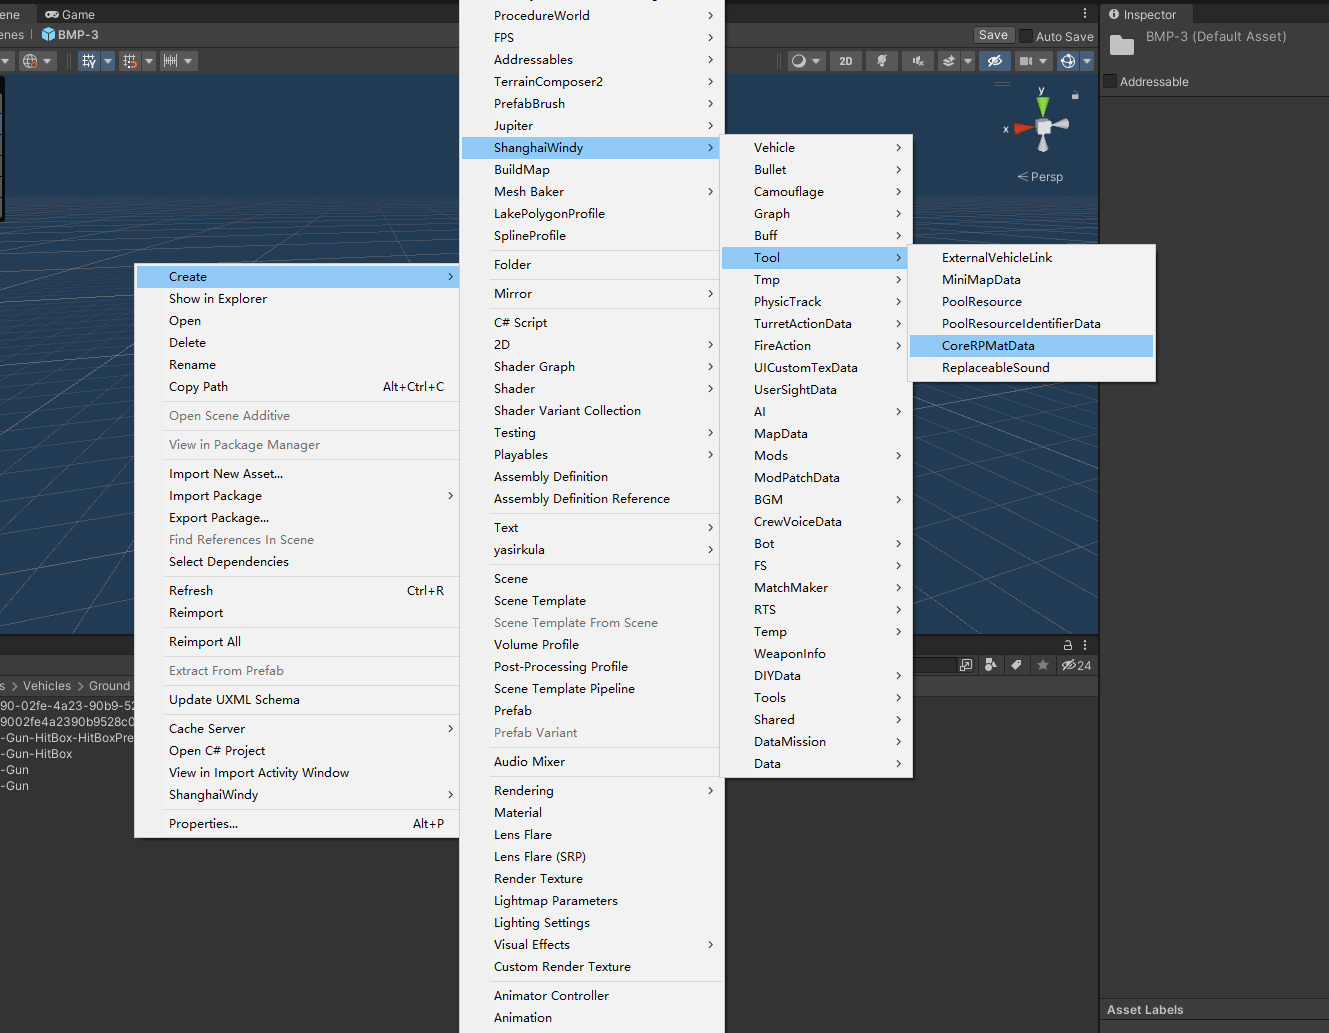 ene
Game
enes
BMP-3
Save
Auto Save
2D
y
x
Persp
Inspector
BMP-3 (Default Asset)
Addressable
24
s > Vehicles > Ground
90-02fe-4a23-90b9-52
9002fe4a2390b9528c0
-Gun-HitBox-HitBoxPre
-Gun-HitBox
-Gun
-Gun
Create
Show in Explorer
Open
Delete
Rename
Copy Path Alt+Ctrl+C
Open Scene Additive
View in Package Manager
Import New Asset...
Import Package
Export Package...
Find References In Scene
Select Dependencies
Refresh Ctrl+R
Reimport
Reimport All
Extract From Prefab
Update UXML Schema
Cache Server
Open C# Project
View in Import Activity Window
ShanghaiWindy
Properties... Alt+P
ProcedureWorld
FPS
Addressables
TerrainComposer2
PrefabBrush
Jupiter
ShanghaiWindy
BuildMap
Mesh Baker
LakePolygonProfile
SplineProfile
Folder
Mirror
C# Script
2D
Shader Graph
Shader
Shader Variant Collection
Testing
Playables
Assembly Definition
Assembly Definition Reference
Text
yasirkula
Scene
Scene Template
Scene Template From Scene
Volume Profile
Post-Processing Profile
Scene Template Pipeline
Prefab
Prefab Variant
Audio Mixer
Rendering
Material
Lens Flare
Lens Flare (SRP)
Render Texture
Lightmap Parameters
Lighting Settings
Visual Effects
Custom Render Texture
Animator Controller
Animation
Vehicle
Bullet
Camouflage
Graph
Buff
Tool
Tmp
PhysicTrack
TurretActionData
FireAction
UICustomTexData
UserSightData
AI
MapData
Mods
ModPatchData
BGM
CrewVoiceData
Bot
FS
MatchMaker
RTS
Temp
WeaponInfo
DIYData
Tools
Shared
DataMission
Data
ExternalVehicleLink
MiniMapData
PoolResource
PoolResourceIdentifierData
CoreRPMatData
ReplaceableSound
Asset Labels